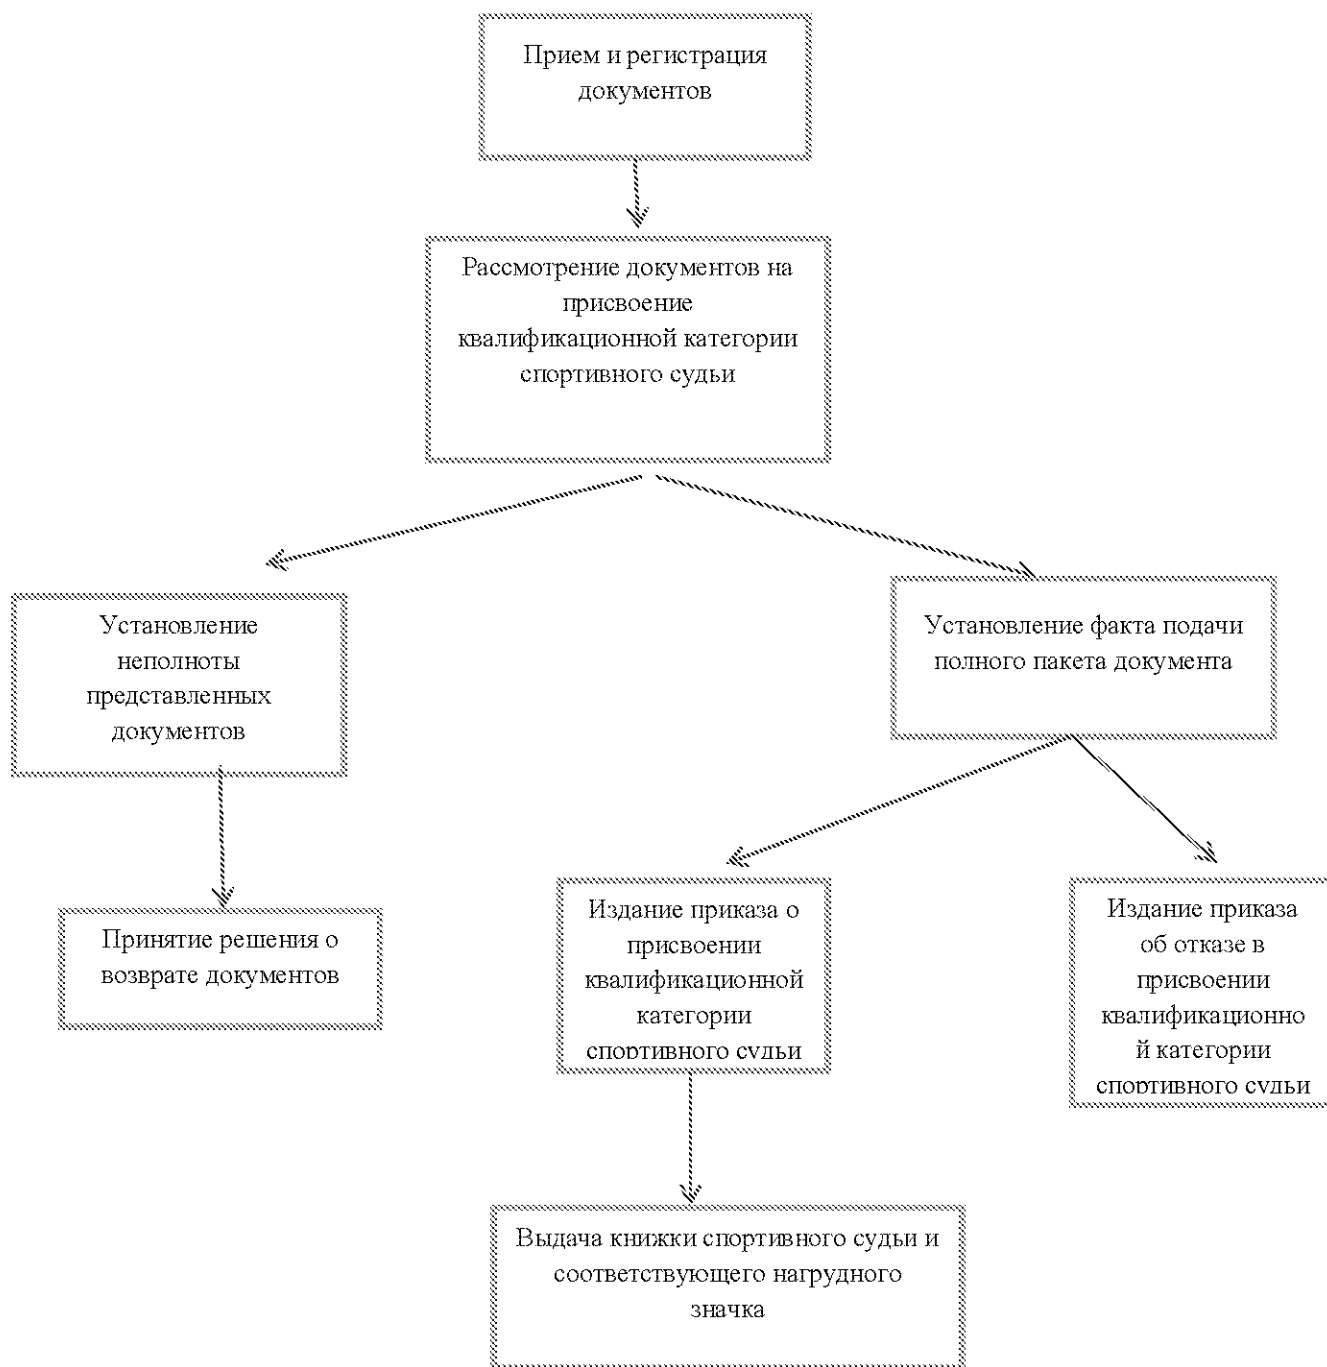 Прием и регистрация
документов
Рассмотрение документов на
присвоение
квалификационной категории
спортивного судьи
Установление
неполноты
представленных
документов
Установление факта подачи
полного пакета документа
Принятие решения о
возврате документов
Издание приказа о
присвоении
квалификационной
категории
спортивного судьи
Издание приказа
об отказе в
присвоении
квалификационно
й категории
спортивного судьи
Выдача книжки спортивного судьи и
соответствующего нагрудного
значка